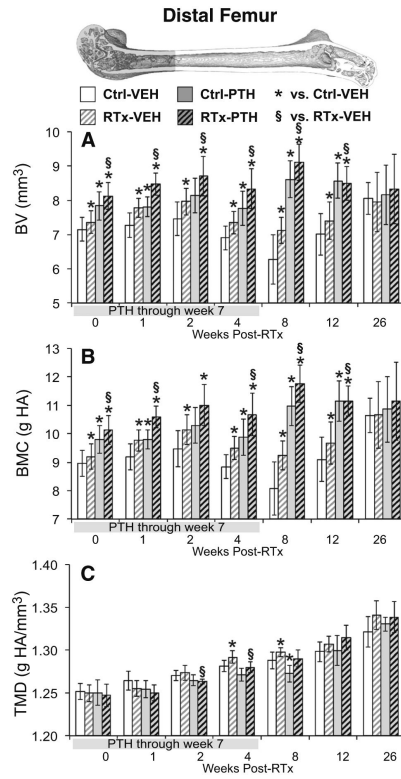 Distal Femur
Ctrl-VEH Ctrl-PTH * vs. Ctrl-VEH
RTx-VEH RTx-PTH § vs. RTx-VEH
A
BV (mm3)
10
9
8
7
6
5
* * § * * * § * * § * * * § * * * § * * * § *
PTH through week 7
0 1 2 4 8 12 26
Weeks Post-RTx
B
BMC (g HA)
13
12
11
10
9
8
7
* * § * * * § * * * * * § * * * § * * * § *
PTH through week 7
0 1 2 4 8 12 26
Weeks Post-RTx
C
TMD (g HA/mm3)
1.40
1.35
1.30
1.25
1.20
§ * § * *
PTH through week 7
0 1 2 4 8 12 26
Weeks Post-RTx